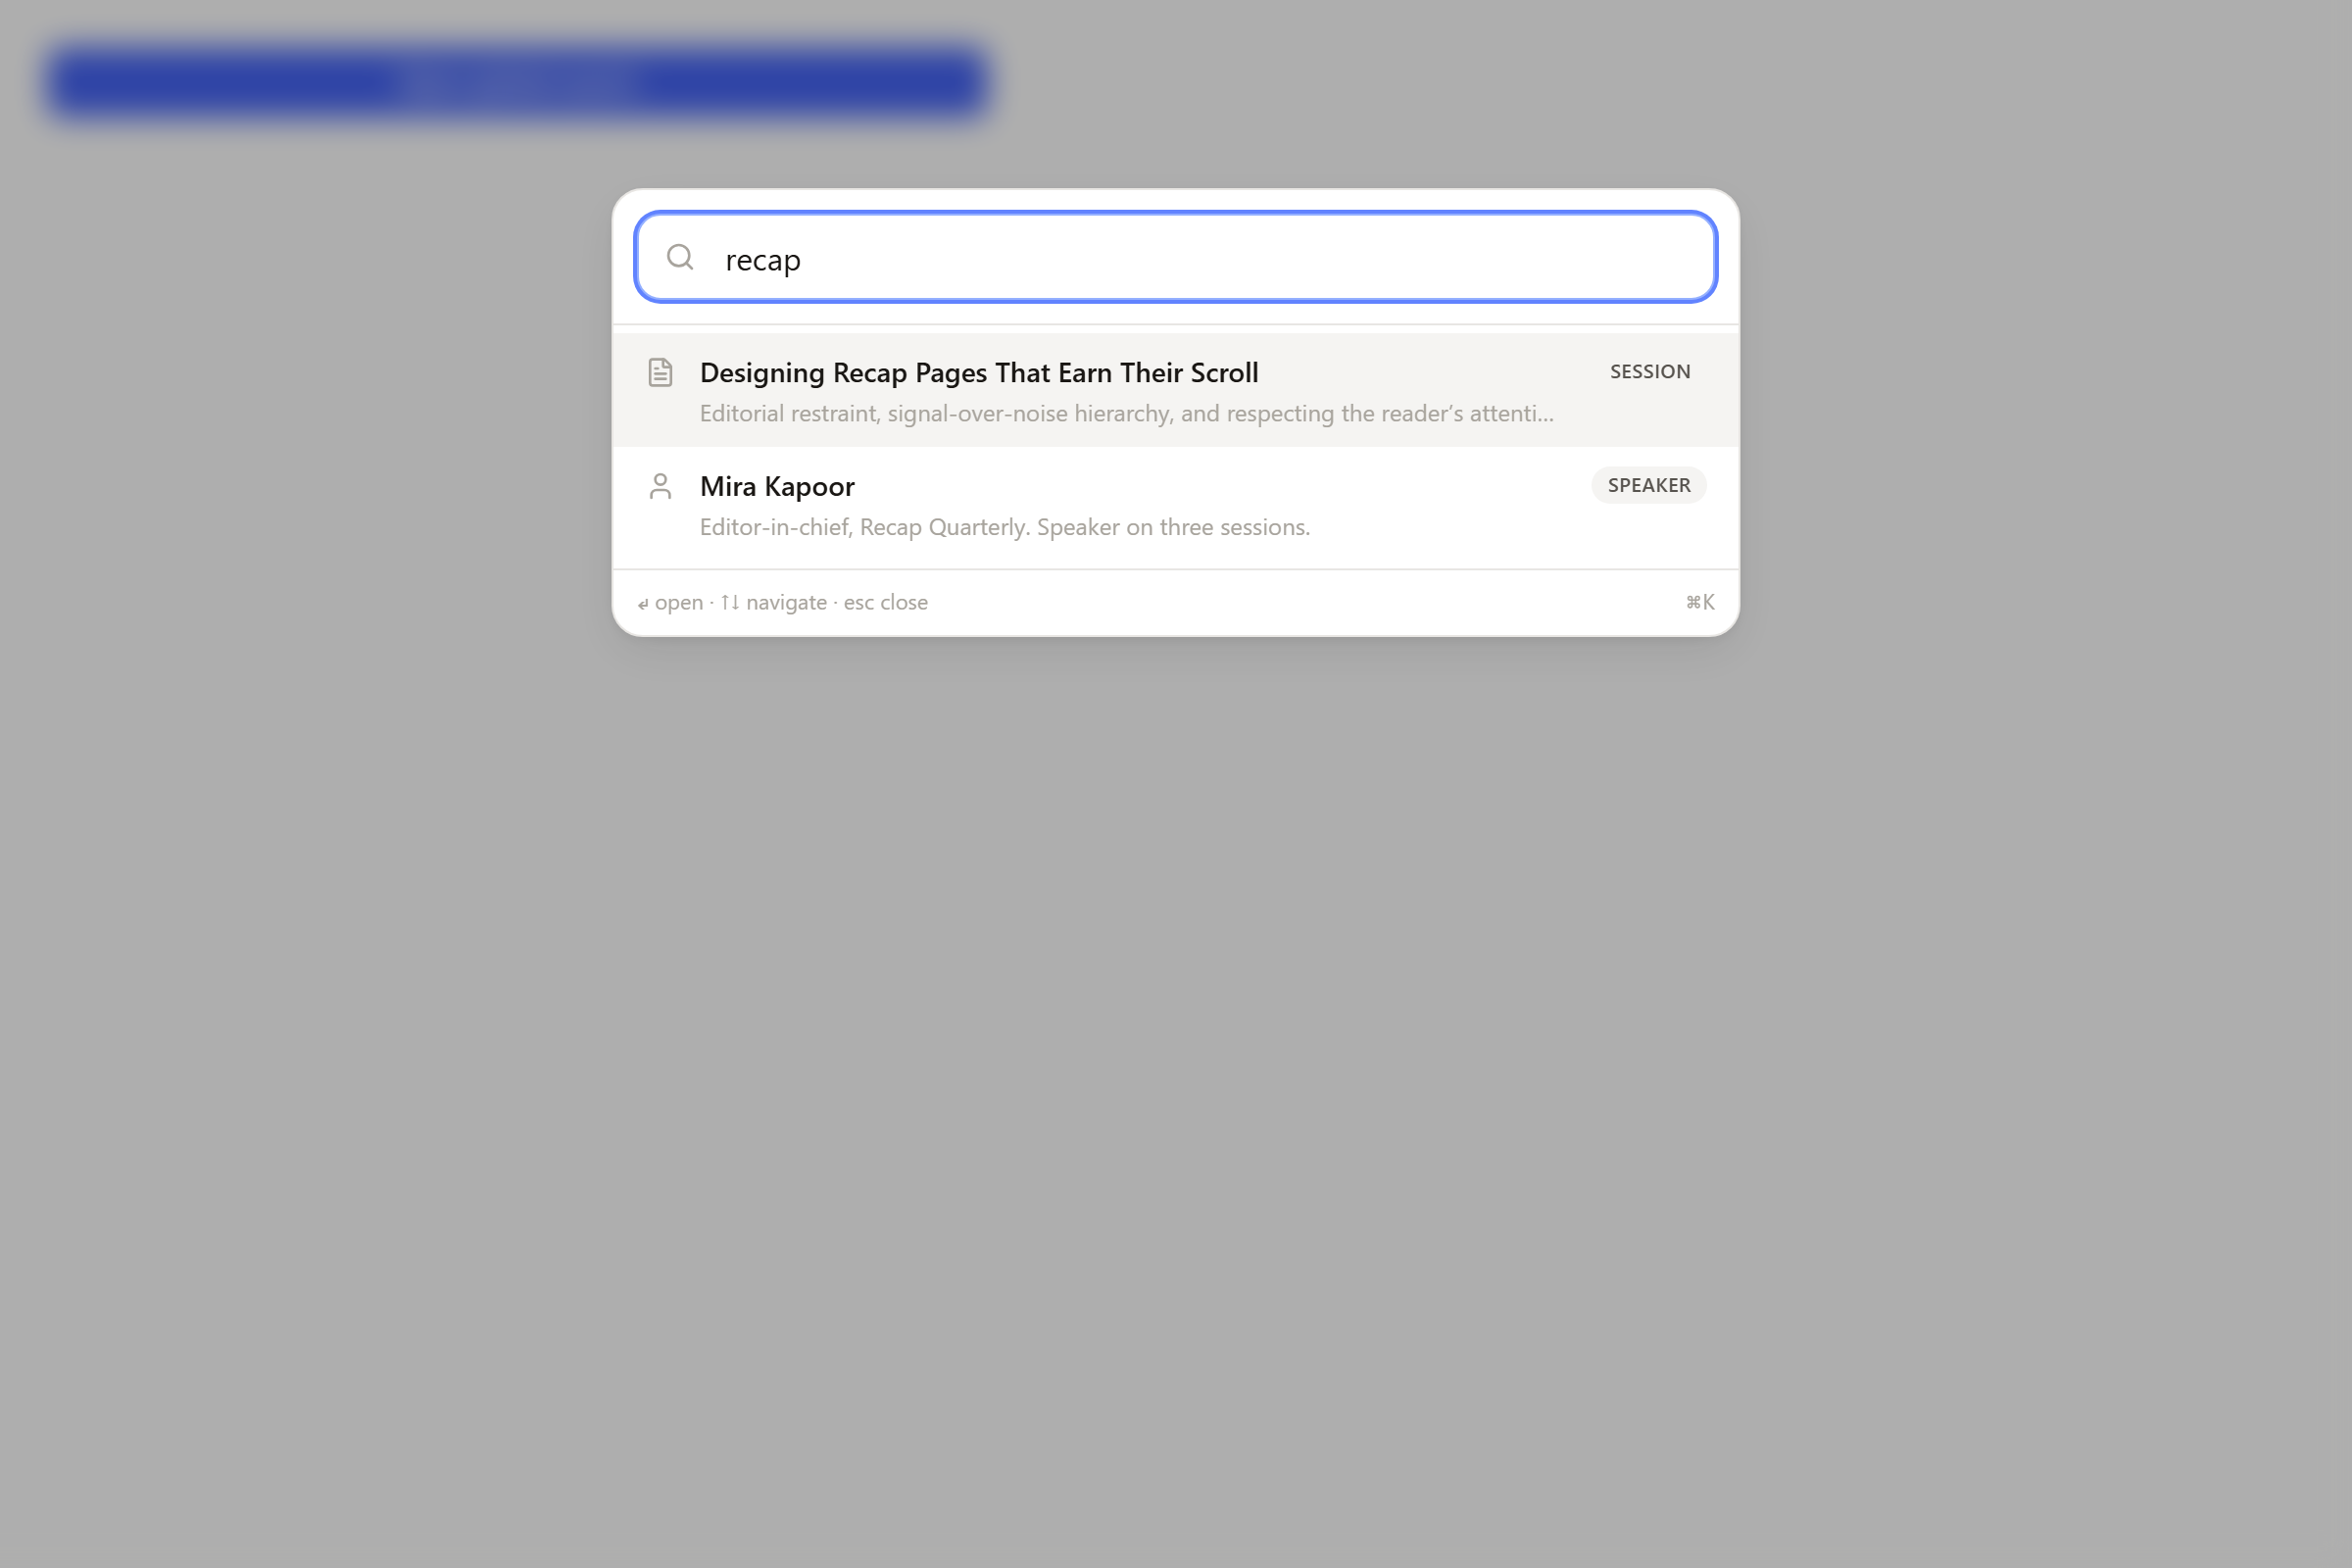 recap
Designing Recap Pages That Earn Their Scroll SESSION
Editorial restraint, signal-over-noise hierarchy, and respecting the reader’s attenti…
Mira Kapoor SPEAKER
Editor-in-chief, Recap Quarterly. Speaker on three sessions.
↲ open · ↑↓ navigate · esc close ⌘K